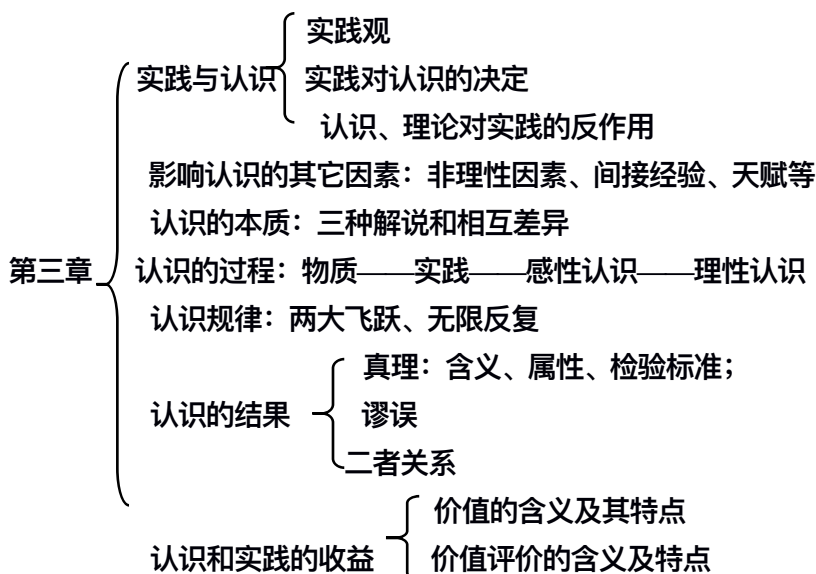 实践观
实践与认识
实践对认识的决定
认识、理论对实践的反作用
影响认识的其它因素：非理性因素、间接经验、天赋等
认识的本质：三种解说和相互差异
第三章
认识的过程：物质——实践——感性认识——理性认识
认识规律：两大飞跃、无限反复
真理：含义、属性、检验标准；
认识的结果
谬误
二者关系
价值的含义及其特点
认识和实践的收益
价值评价的含义及特点